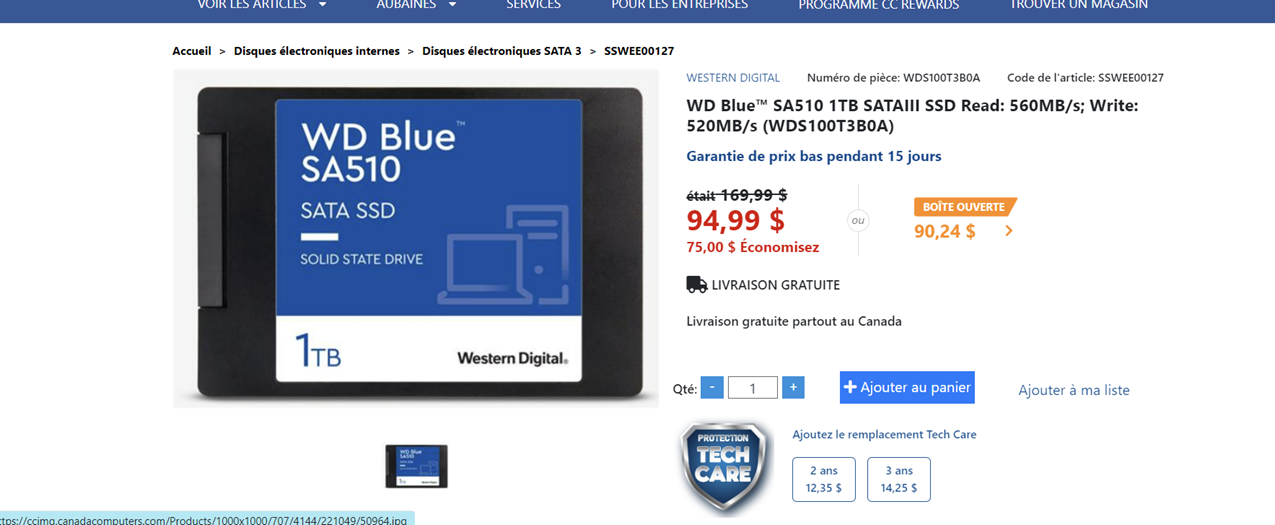 VOIR LES ARTICLES
AUBAINES
SERVICES
POUR LES ENTREPRISES
PROGRAMME CC REWARDS
TROUVER UN MAGASIN
Accueil > Disques électroniques internes > Disques électroniques SATA 3 > SSWEE00127
WD Blue™
SA510
SATA SSD
SOLID STATE DRIVE
1TB
Western Digital®
WESTERN DIGITAL
Numéro de pièce: WDS100T3B0A
Code de l'article: SSWEE00127
WD Blue™ SA510 1TB SATAIII SSD Read: 560MB/s; Write:
520MB/s (WDS100T3B0A)
Garantie de prix bas pendant 15 jours
était 169,99 $
94,99 $
75,00 $ Économisez
ou
BOÎTE OUVERTE
90,24 $
LIVRAISON GRATUITE
Livraison gratuite partout au Canada
Qté: - 1 +
Ajouter au panier
Ajouter à ma liste
PROTECTION
TECH
CARE
Ajoutez le remplacement Tech Care
2 ans
12,35 $
3 ans
14,25 $
WD Blue
SA510
1TB
ttps://ccimg.canadacomputers.com/Products/1000x1000/707/4144/221049/50964.jpg